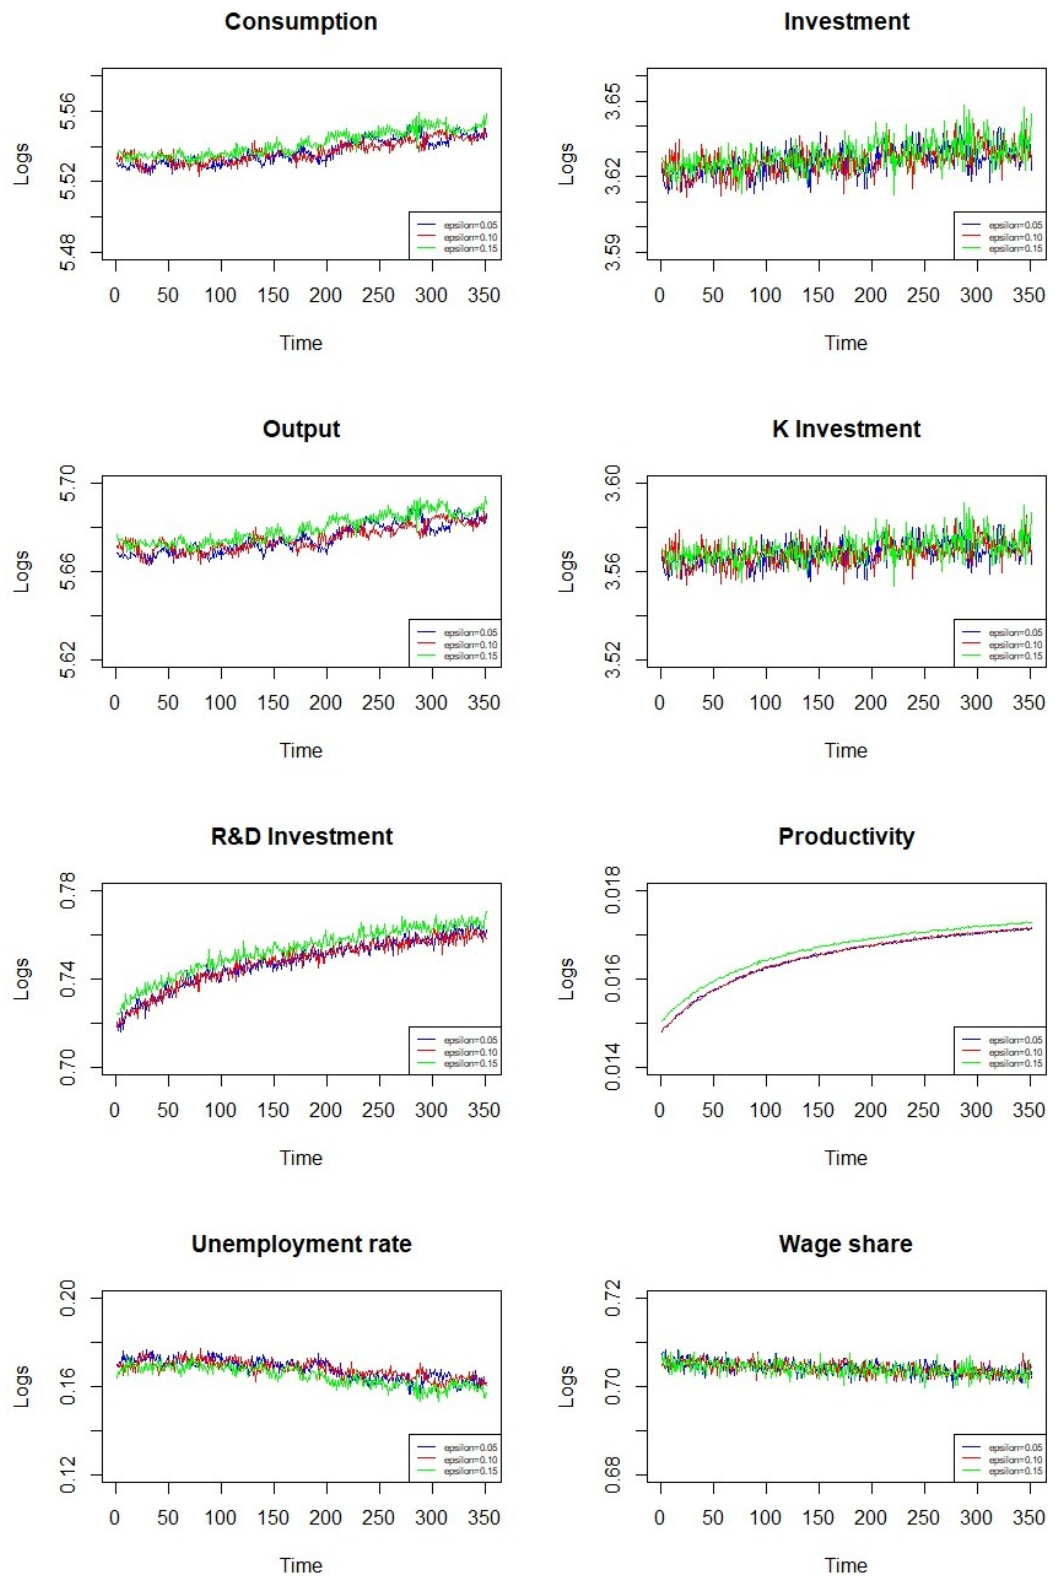 Consumption
Logs
5.56
5.52
5.48
epsilon=0.05
epsilon=0.10
epsilon=0.15
0 50 100 150 200 250 300 350
Time
Investment
Logs
3.65
3.62
3.59
epsilon=0.05
epsilon=0.10
epsilon=0.15
0 50 100 150 200 250 300 350
Time
Output
Logs
5.70
5.66
5.62
epsilon=0.05
epsilon=0.10
epsilon=0.15
0 50 100 150 200 250 300 350
Time
K Investment
Logs
3.60
3.56
3.52
epsilon=0.05
epsilon=0.10
epsilon=0.15
0 50 100 150 200 250 300 350
Time
R&D Investment
Logs
0.78
0.74
0.70
epsilon=0.05
epsilon=0.10
epsilon=0.15
0 50 100 150 200 250 300 350
Time
Productivity
Logs
0.018
0.016
0.014
epsilon=0.05
epsilon=0.10
epsilon=0.15
0 50 100 150 200 250 300 350
Time
Unemployment rate
Logs
0.20
0.16
0.12
epsilon=0.05
epsilon=0.10
epsilon=0.15
0 50 100 150 200 250 300 350
Time
Wage share
Logs
0.72
0.70
0.68
epsilon=0.05
epsilon=0.10
epsilon=0.15
0 50 100 150 200 250 300 350
Time